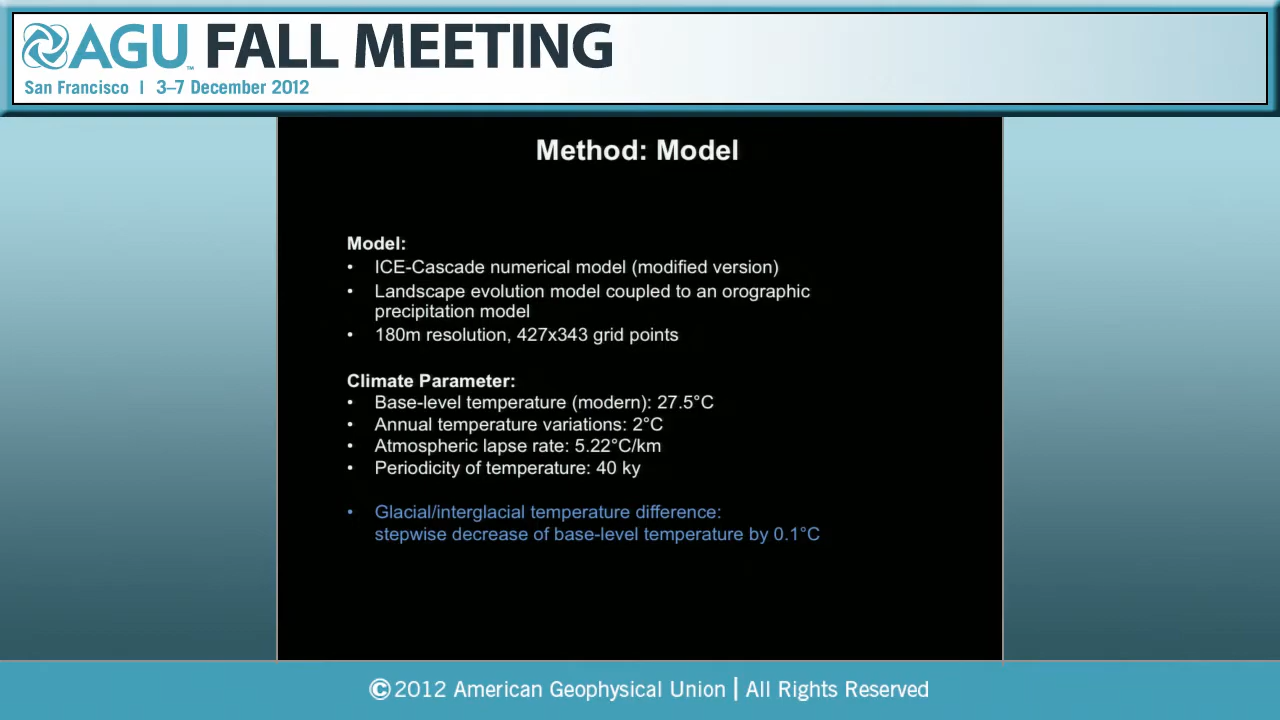 AGU™ FALL MEETING
San Francisco | 3–7 December 2012
Method: Model
Model:
• ICE-Cascade numerical model (modified version)
• Landscape evolution model coupled to an orographic
precipitation model
• 180m resolution, 427x343 grid points
Climate Parameter:
• Base-level temperature (modern): 27.5°C
• Annual temperature variations: 2°C
• Atmospheric lapse rate: 5.22°C/km
• Periodicity of temperature: 40 ky
• Glacial/interglacial temperature difference:
stepwise decrease of base-level temperature by 0.1°C
©2012 American Geophysical Union | All Rights Reserved